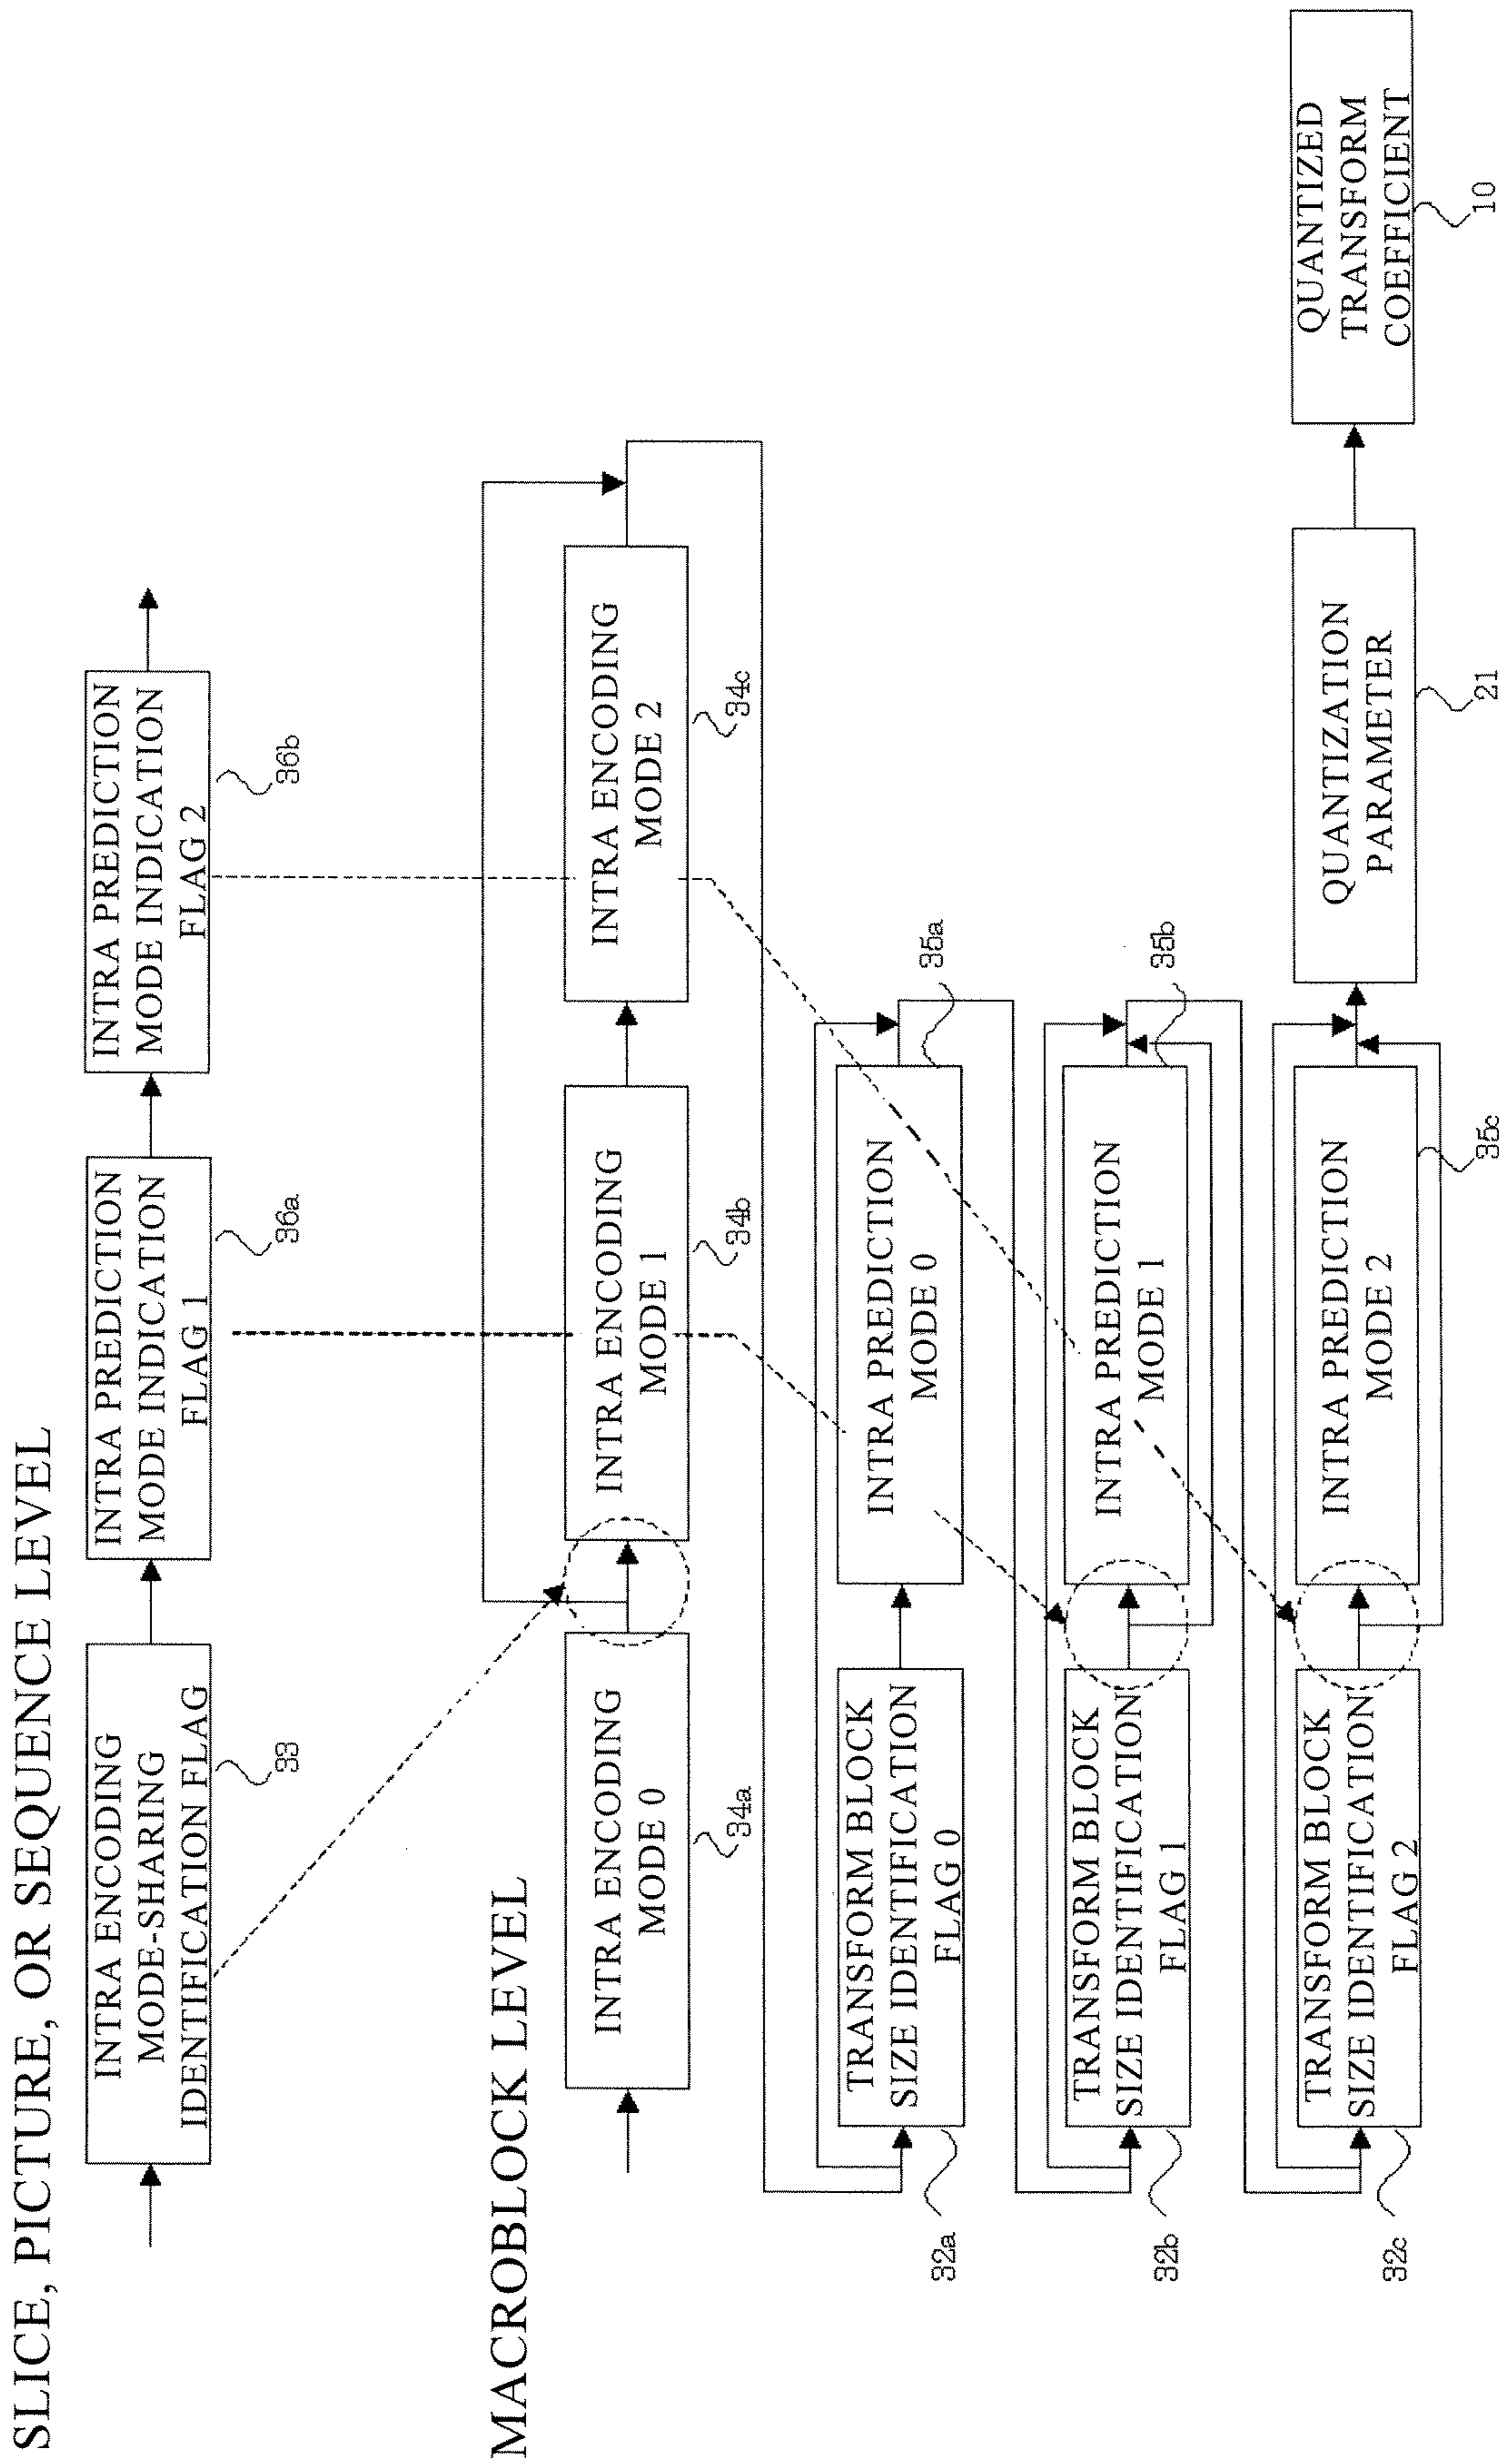 SLICE, PICTURE, OR SEQUENCE LEVEL
INTRA ENCODING
MODE-SHARING
IDENTIFICATION FLAG
33
INTRA PREDICTION
MODE INDICATION
FLAG 1
36a
INTRA PREDICTION
MODE INDICATION
FLAG 2
36b
MACROBLOCK LEVEL
INTRA ENCODING
MODE 0
34a
INTRA ENCODING
MODE 1
34b
INTRA ENCODING
MODE 2
34c
TRANSFORM BLOCK
SIZE IDENTIFICATION
FLAG 0
32a
INTRA PREDICTION
MODE 0
35a
TRANSFORM BLOCK
SIZE IDENTIFICATION
FLAG 1
32b
INTRA PREDICTION
MODE 1
35b
TRANSFORM BLOCK
SIZE IDENTIFICATION
FLAG 2
32c
INTRA PREDICTION
MODE 2
35c
QUANTIZATION
PARAMETER
21
QUANTIZED
TRANSFORM
COEFFICIENT
10